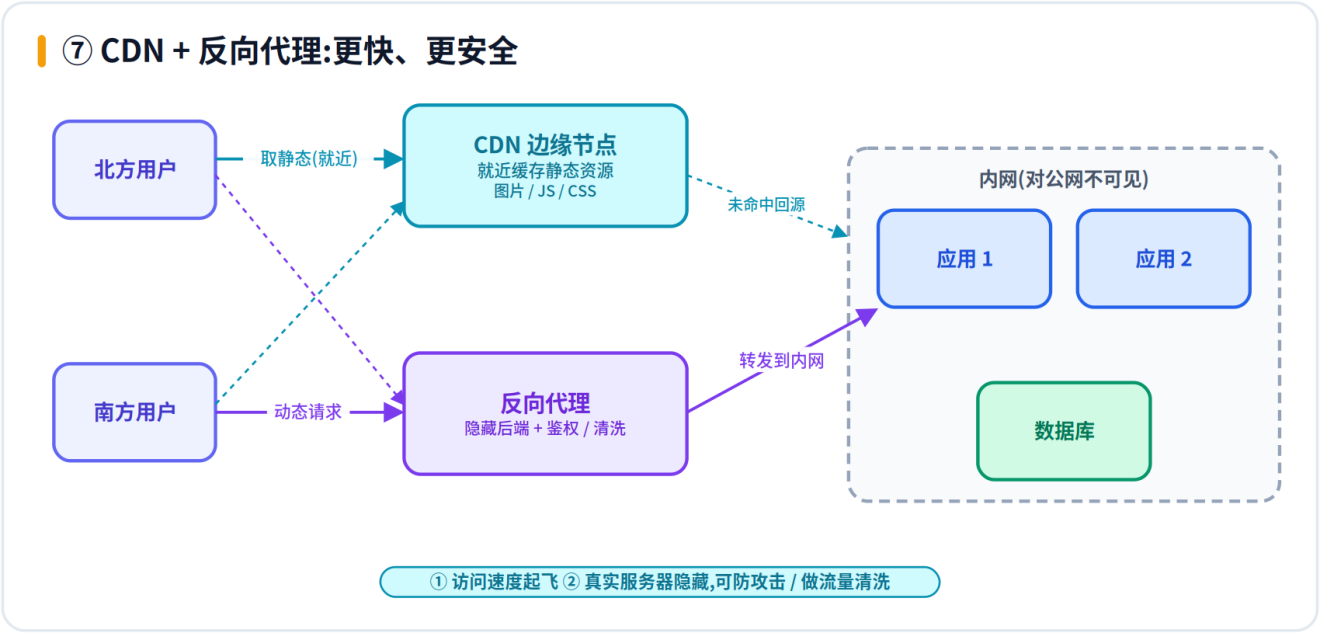 ⑦ CDN + 反向代理:更快、更安全
北方用户
取静态(就近)
CDN 边缘节点
就近缓存静态资源
图片 / JS / CSS
未命中回源
内网(对公网不可见)
应用 1
应用 2
南方用户
动态请求
反向代理
隐藏后端 + 鉴权 / 清洗
转发到内网
数据库
① 访问速度起飞 ② 真实服务器隐藏,可防攻击 / 做流量清洗